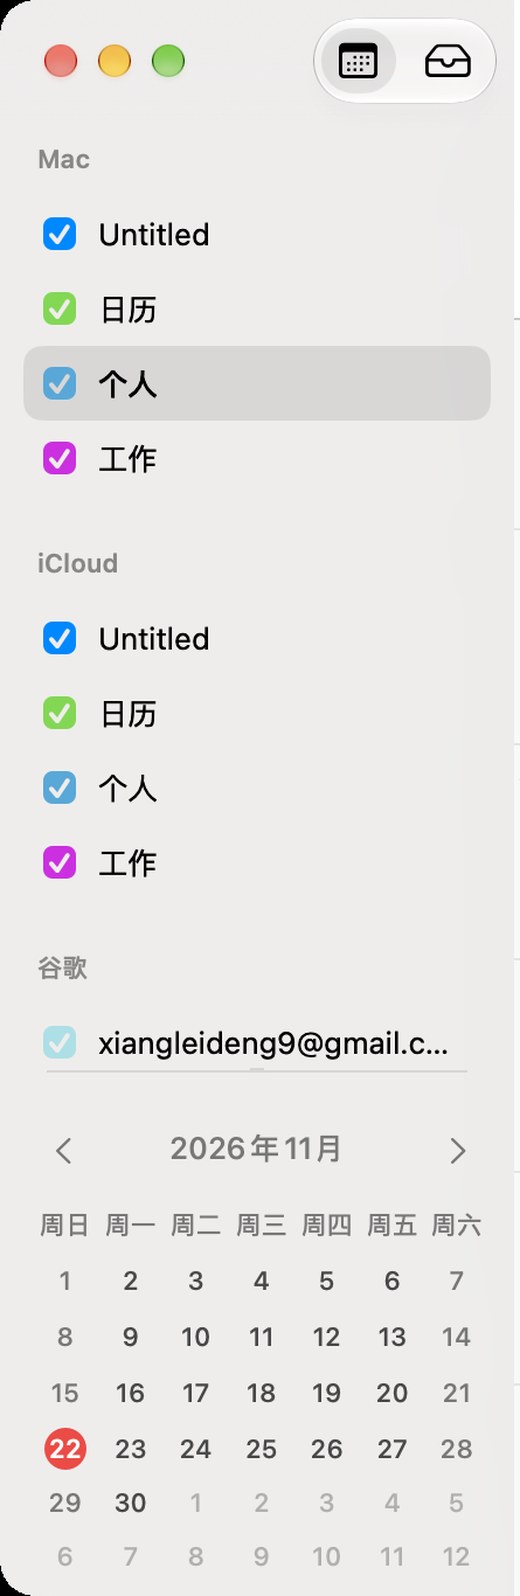 Mac
Untitled
日历
个人
工作
iCloud
Untitled
日历
个人
工作
谷歌
xiangleideng9@gmail.c...
2026年11月
周日 周一 周二 周三 周四 周五 周六
1 2 3 4 5 6 7
8 9 10 11 12 13 14
15 16 17 18 19 20 21
22 23 24 25 26 27 28
29 30 1 2 3 4 5
6 7 8 9 10 11 12